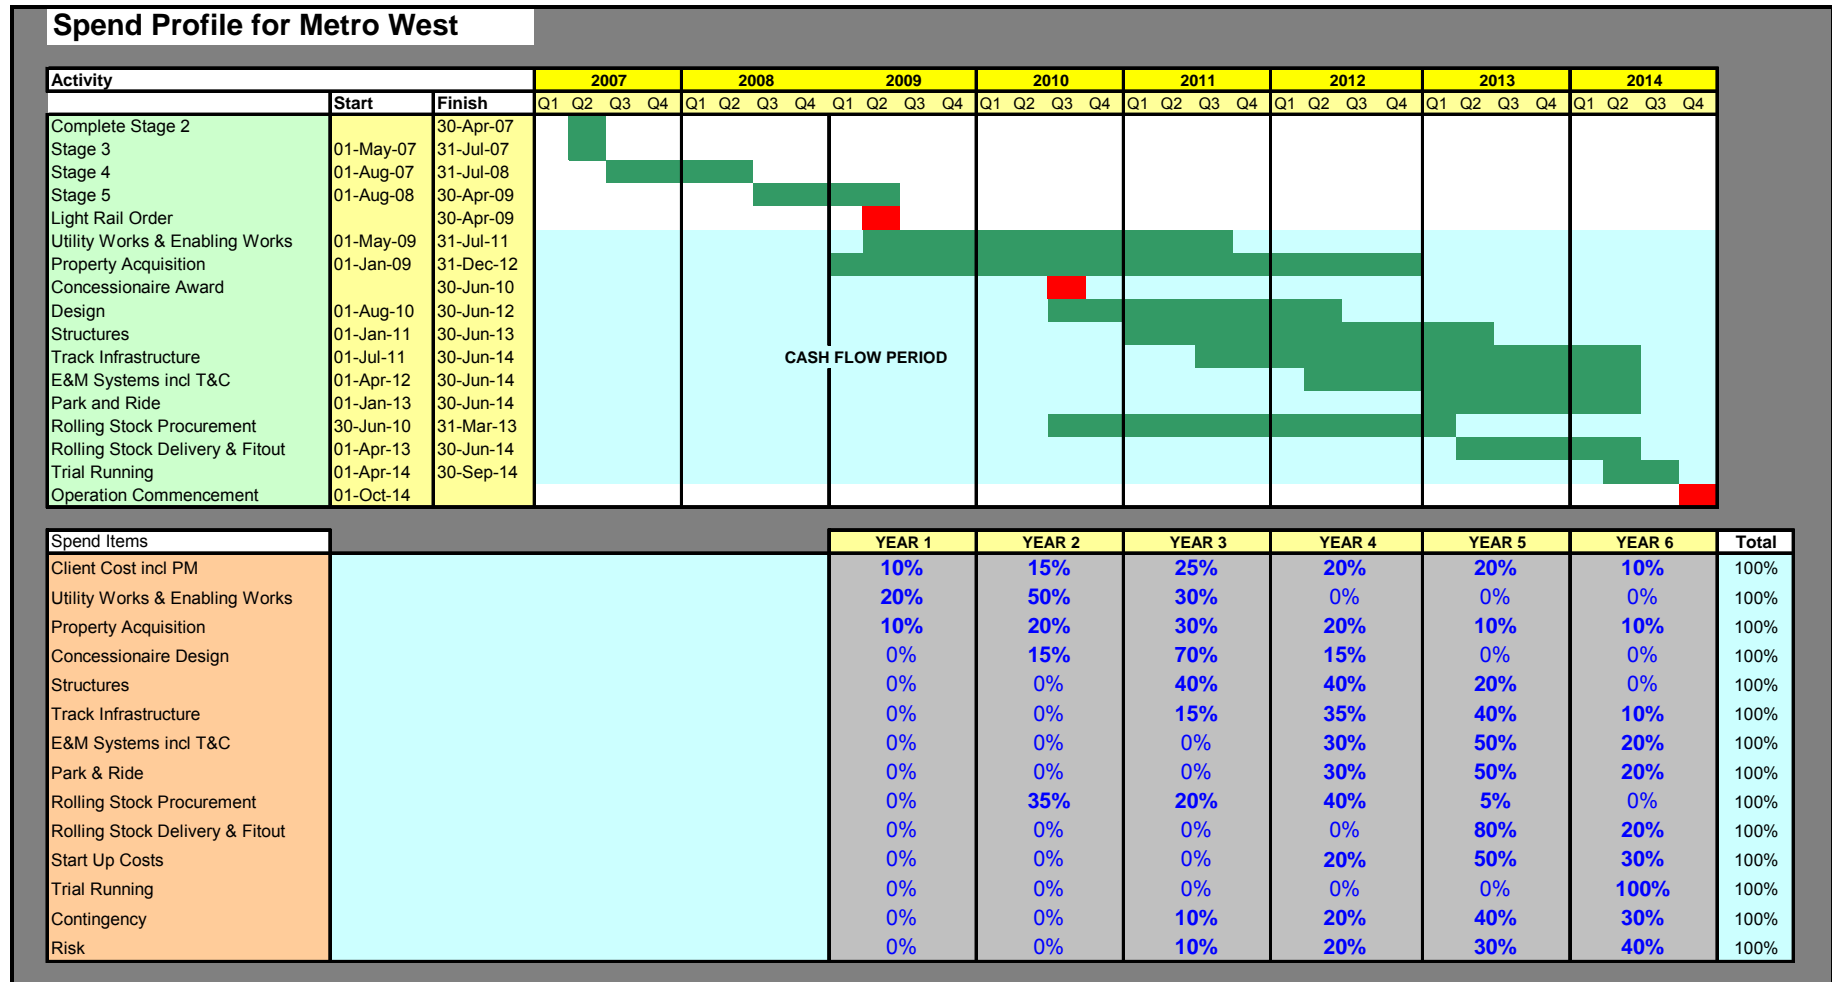 Spend Profile for Metro West
Activity 2007 2008 2009 2010 2011 2012 2013 2014
Start Finish Q1 Q2 Q3 Q4 Q1 Q2 Q3 Q4 Q1 Q2 Q3 Q4 Q1 Q2 Q3 Q4 Q1 Q2 Q3 Q4 Q1 Q2 Q3 Q4 Q1 Q2 Q3 Q4 Q1 Q2 Q3 Q4
Complete Stage 2 30-Apr-07
Stage 3 01-May-07 31-Jul-07
Stage 4 01-Aug-07 31-Jul-08
Stage 5 01-Aug-08 30-Apr-09
Light Rail Order 30-Apr-09
Utility Works & Enabling Works 01-May-09 31-Jul-11
Property Acquisition 01-Jan-09 31-Dec-12
Concessionaire Award 30-Jun-10
Design 01-Aug-10 30-Jun-12
Structures 01-Jan-11 30-Jun-13
Track Infrastructure 01-Jul-11 30-Jun-14 CASH FLOW PERIOD
E&M Systems incl T&C 01-Apr-12 30-Jun-14
Park and Ride 01-Jan-13 30-Jun-14
Rolling Stock Procurement 30-Jun-10 31-Mar-13
Rolling Stock Delivery & Fitout 01-Apr-13 30-Jun-14
Trial Running 01-Apr-14 30-Sep-14
Operation Commencement 01-Oct-14
Spend Items YEAR 1 YEAR 2 YEAR 3 YEAR 4 YEAR 5 YEAR 6 Total
Client Cost incl PM 10% 15% 25% 20% 20% 10% 100%
Utility Works & Enabling Works 20% 50% 30% 0% 0% 0% 100%
Property Acquisition 10% 20% 30% 20% 10% 10% 100%
Concessionaire Design 0% 15% 70% 15% 0% 0% 100%
Structures 0% 0% 40% 40% 20% 0% 100%
Track Infrastructure 0% 0% 15% 35% 40% 10% 100%
E&M Systems incl T&C 0% 0% 0% 30% 50% 20% 100%
Park & Ride 0% 0% 0% 30% 50% 20% 100%
Rolling Stock Procurement 0% 35% 20% 40% 5% 0% 100%
Rolling Stock Delivery & Fitout 0% 0% 0% 0% 80% 20% 100%
Start Up Costs 0% 0% 0% 20% 50% 30% 100%
Trial Running 0% 0% 0% 0% 0% 100% 100%
Contingency 0% 0% 10% 20% 40% 30% 100%
Risk 0% 0% 10% 20% 30% 40% 100%